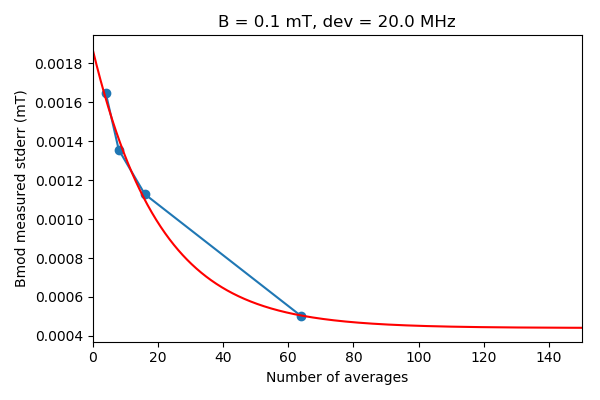 B = 0.1 mT, dev = 20.0 MHz
Bmod measured stderr (mT)
0.0018
0.0016
0.0014
0.0012
0.0010
0.0008
0.0006
0.0004
0 20 40 60 80 100 120 140
Number of averages